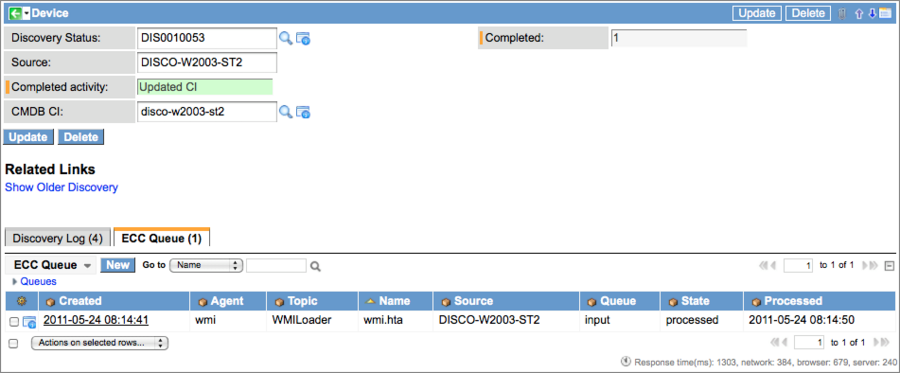 Device Update Delete
Discovery Status: DIS0010053 Completed: 1
Source: DISCO-W2003-ST2
Completed activity: Updated CI
CMDB CI: disco-w2003-st2
Update Delete
Related Links
Show Older Discovery
Discovery Log (4) ECC Queue (1)
ECC Queue New Go to Name 1 to 1 of 1
Queues
Created Agent Topic Name Source Queue State Processed
2011-05-24 08:14:41 wmi WMILoader wmi.hta DISCO-W2003-ST2 input processed 2011-05-24 08:14:50
Actions on selected rows... 1 to 1 of 1
Response time(ms): 1303, network: 384, browser: 679, server: 240